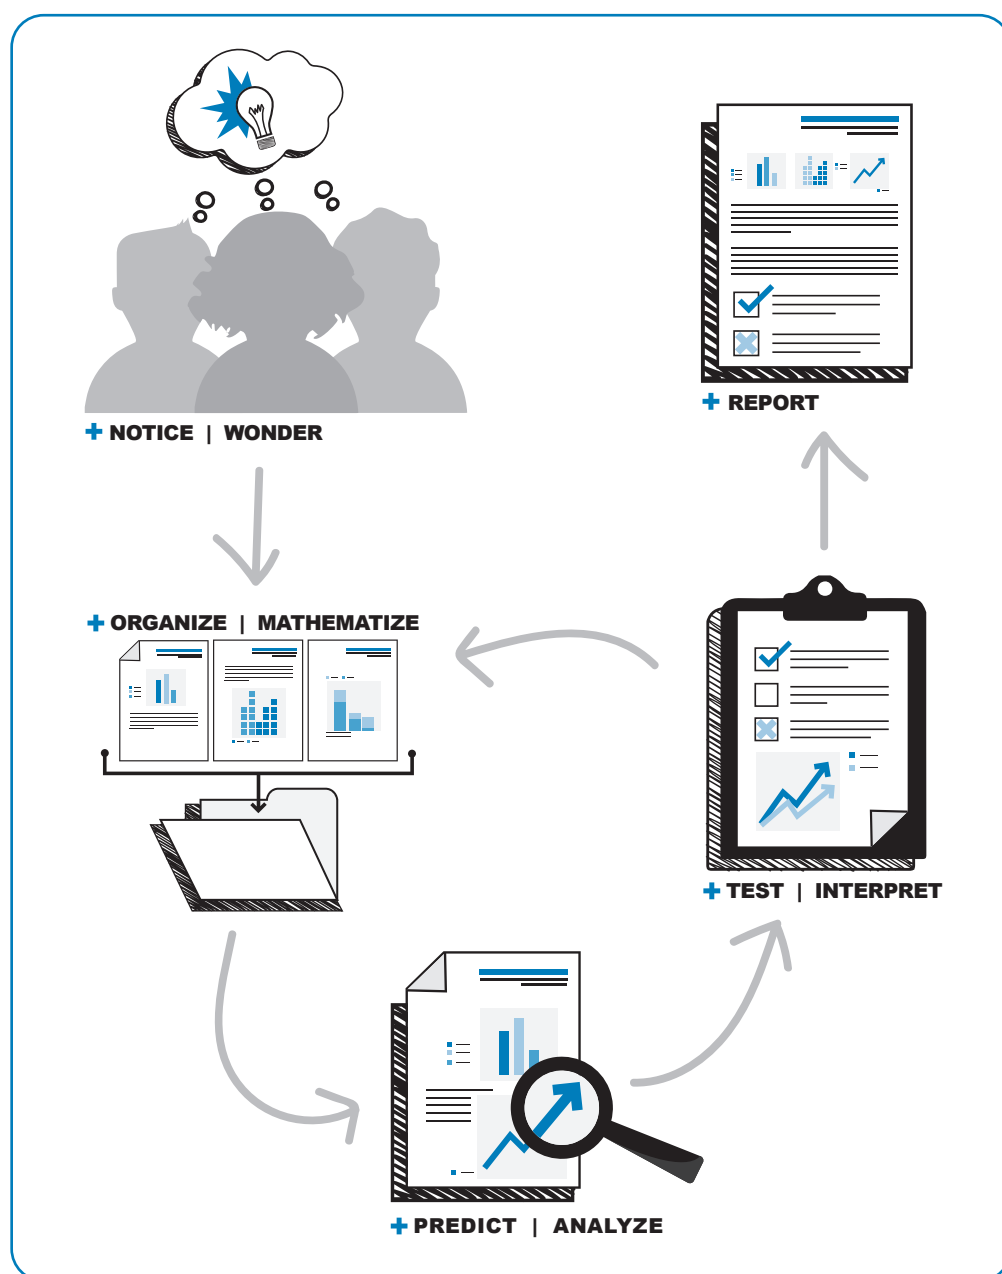 + NOTICE | WONDER
+ REPORT
+ ORGANIZE | MATHEMATIZE
+ TEST | INTERPRET
+ PREDICT | ANALYZE